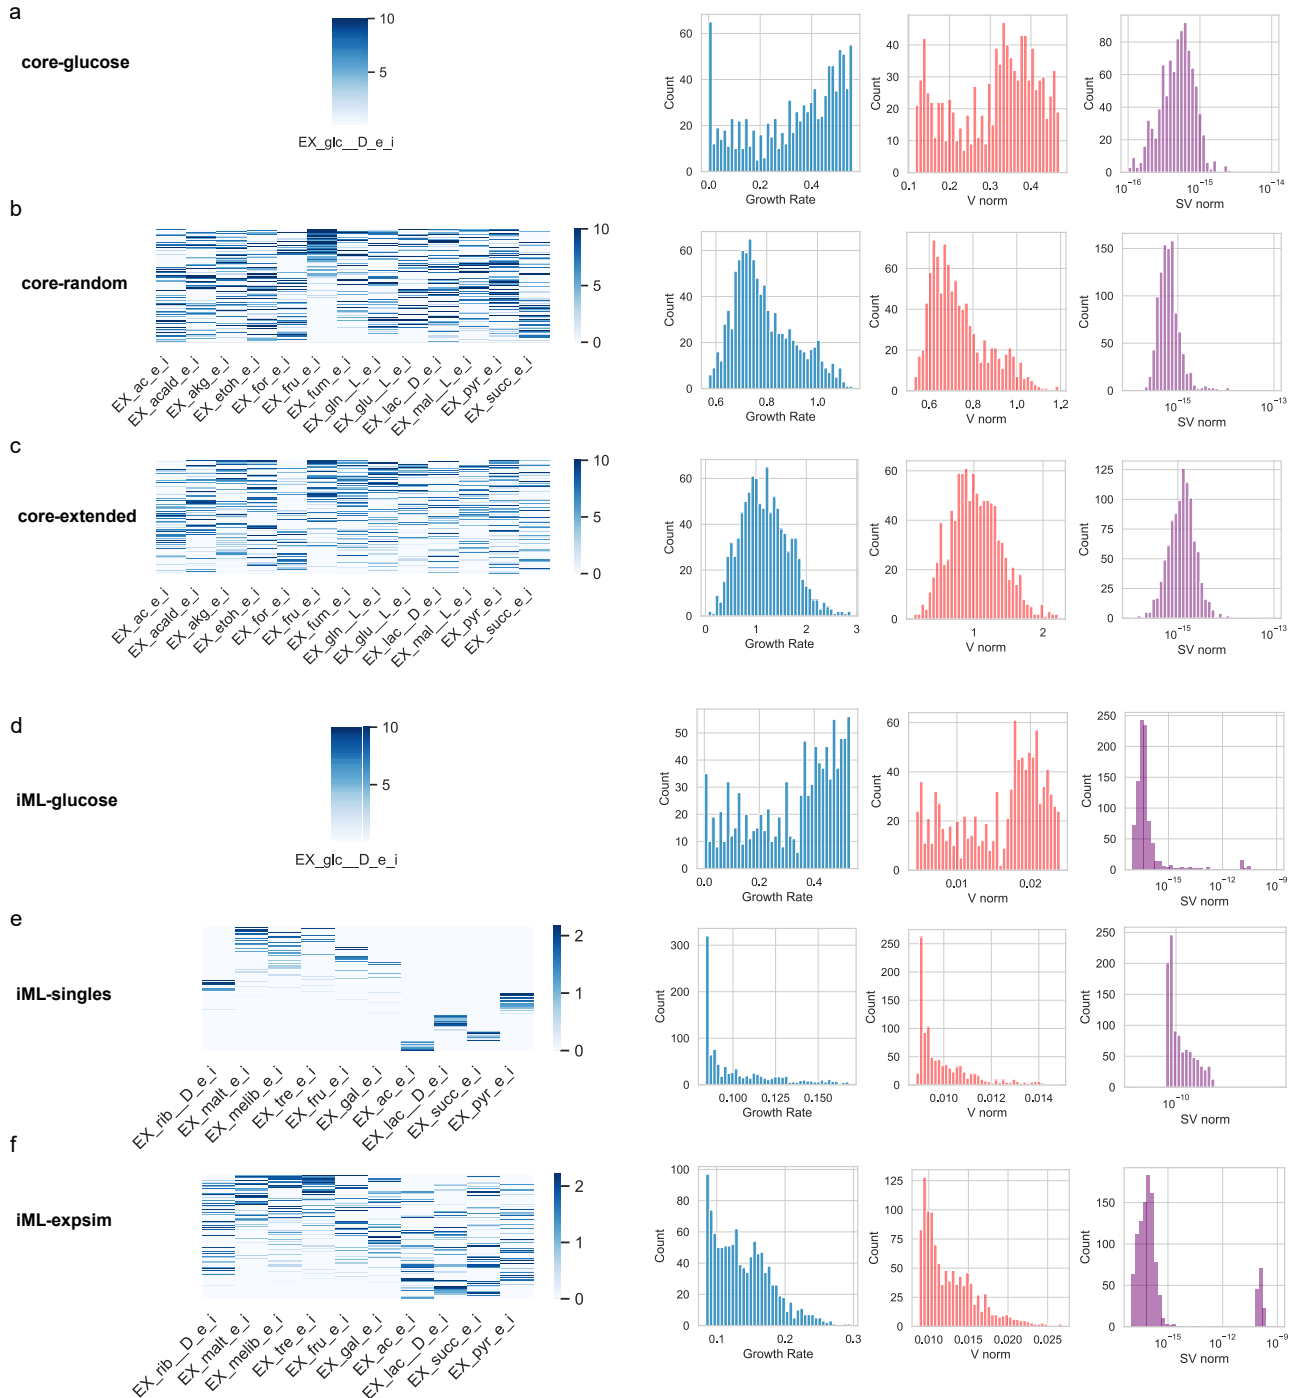 a
core-glucose
10
5
EX_glc__D_e_i
Count
60
40
20
0
0.0
0.2
0.4
Growth Rate
Count
40
30
20
10
0
0.1
0.2
0.3
0.4
V norm
Count
80
60
40
20
0
10⁻¹⁶
10⁻¹⁵
10⁻¹⁴
SV norm
b
core-random
10
5
0
EX_ac_e_i
EX_acald_e_i
EX_akg_e_i
EX_etoh_e_i
EX_for_e_i
EX_fru_e_i
EX_fum_e_i
EX_gln__L_e_i
EX_glu__L_e_i
EX_lac__D_e_i
EX_mal__L_e_i
EX_pyr_e_i
EX_succ_e_i
Count
60
40
20
0
0.6
0.8
1.0
Growth Rate
Count
60
40
20
0
0.6
0.8
1.0
1.2
V norm
Count
150
100
50
0
10⁻¹⁵
10⁻¹³
SV norm
c
core-extended
10
5
0
EX_ac_e_i
EX_acald_e_i
EX_akg_e_i
EX_etoh_e_i
EX_for_e_i
EX_fru_e_i
EX_fum_e_i
EX_gln__L_e_i
EX_glu__L_e_i
EX_lac__D_e_i
EX_mal__L_e_i
EX_pyr_e_i
EX_succ_e_i
Count
60
40
20
0
0
1
2
3
Growth Rate
Count
60
50
40
30
20
10
0
1
2
V norm
Count
125
100
75
50
25
0
10⁻¹⁵
10⁻¹³
SV norm
d
iML-glucose
10
5
EX_glc__D_e_i
Count
50
40
30
20
10
0
0.0
0.2
0.4
Growth Rate
Count
60
40
20
0
0.01
0.02
V norm
Count
250
200
150
100
50
0
10⁻¹⁵
10⁻¹²
10⁻⁹
SV norm
e
iML-singles
2
1
0
EX_rib__D_e_i
EX_malt_e_i
EX_melib_e_i
EX_tre_e_i
EX_fru_e_i
EX_gal_e_i
EX_ac_e_i
EX_lac__D_e_i
EX_succ_e_i
EX_pyr_e_i
Count
300
200
100
0
0.100
0.125
0.150
Growth Rate
Count
250
200
150
100
50
0
0.010
0.012
0.014
V norm
Count
250
200
150
100
50
0
10⁻¹⁰
SV norm
f
iML-expsim
2
1
0
EX_rib__D_e_i
EX_malt_e_i
EX_melib_e_i
EX_tre_e_i
EX_fru_e_i
EX_gal_e_i
EX_ac_e_i
EX_lac__D_e_i
EX_succ_e_i
EX_pyr_e_i
Count
100
80
60
40
20
0
0.1
0.2
0.3
Growth Rate
Count
125
100
75
50
25
0
0.010
0.015
0.020
0.025
V norm
Count
150
100
50
0
10⁻¹⁵
10⁻¹²
10⁻⁹
SV norm